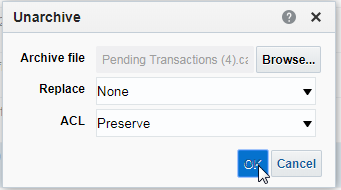 Unarchive ? ×
Archive file Pending Transactions (4).ca Browse...
Replace None
ACL Preserve
OK Cancel